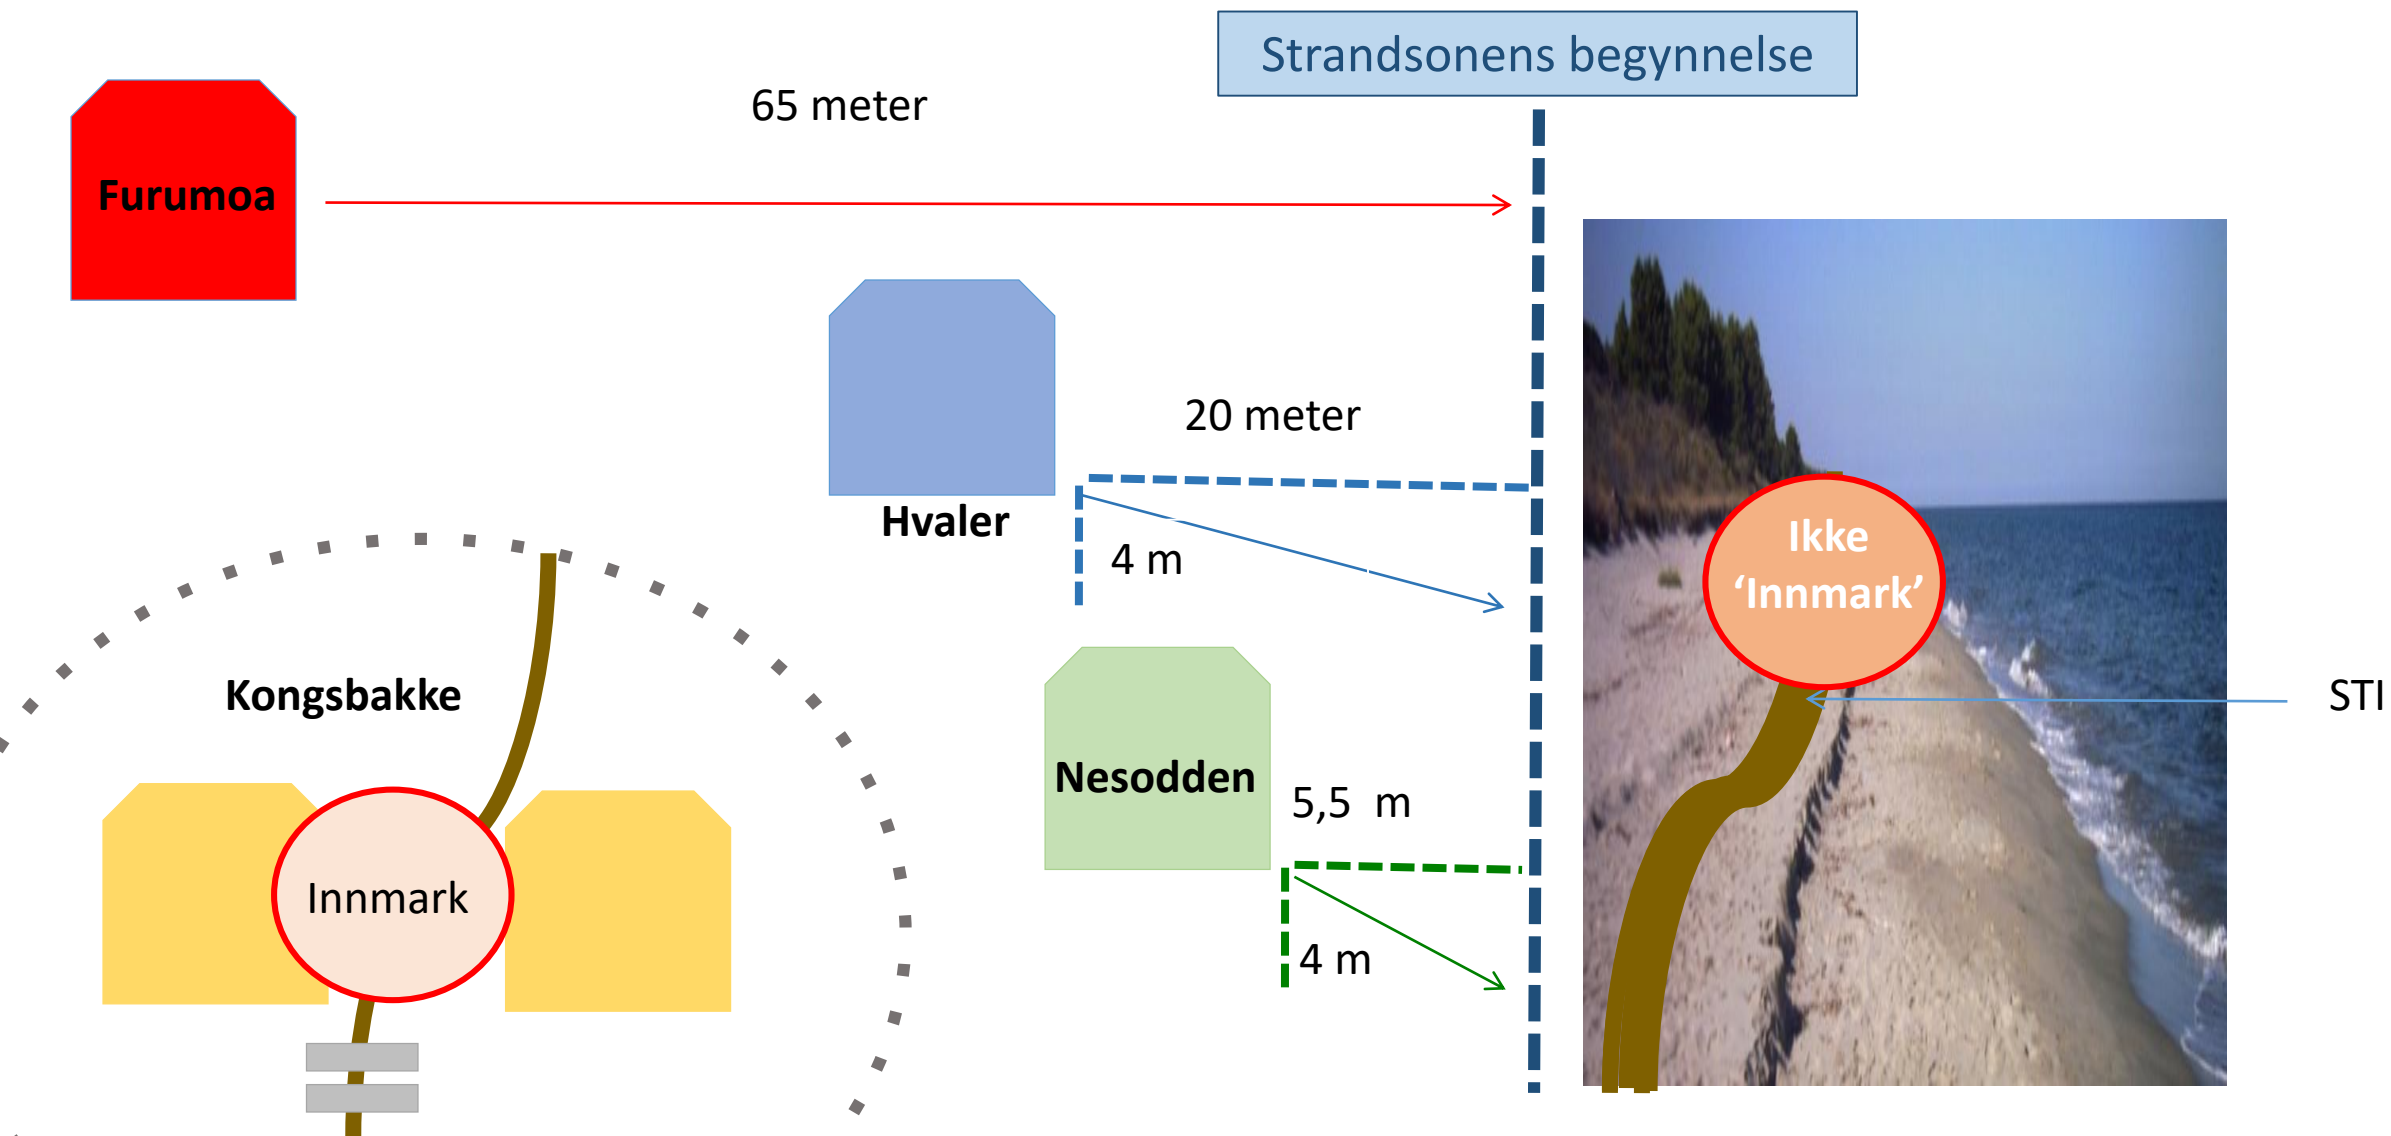 Strandsonens begynnelse
65 meter
Furumoa
20 meter
Hvaler
4 m
Ikke
‘Innmark’
Kongsbakke
STI
Nesodden
5,5  m
Innmark
4 m